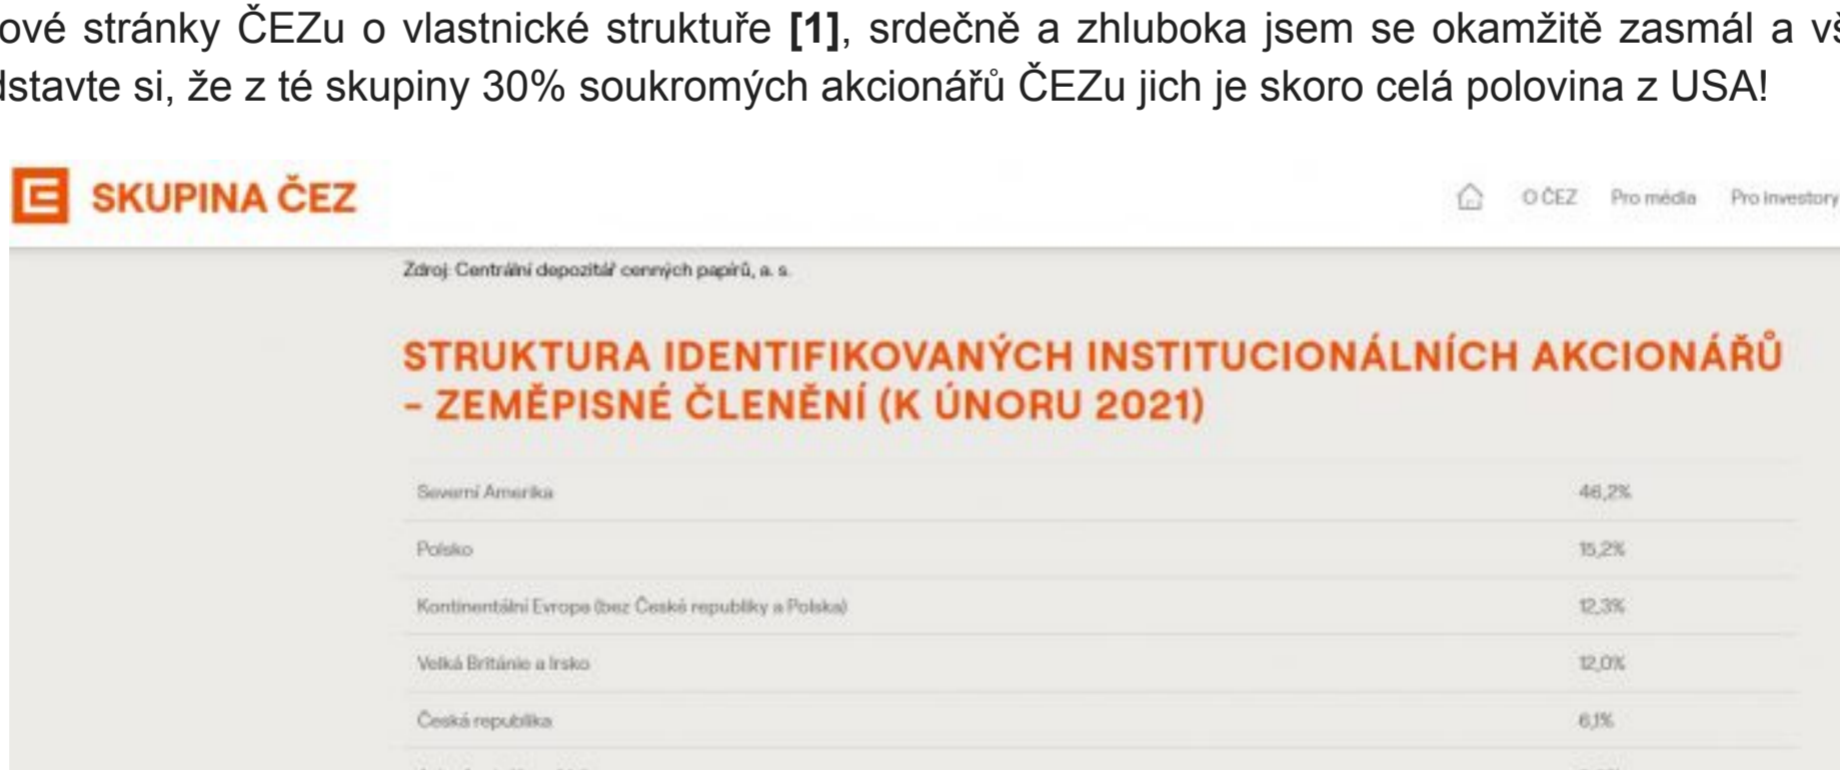 ové stránky ČEZu o vlastnické struktuře [1], srdečně a zhluboka jsem se okamžitě zasmál a vš
dstavte si, že z té skupiny 30% soukromých akcionářů ČEZu jich je skoro celá polovina z USA!
SKUPINA ČEZ
O ČEZ Pro média Pro investory
Zdroj: Centrální depozitář cenných papírů, a. s.
STRUKTURA IDENTIFIKOVANÝCH INSTITUCIONÁLNÍCH AKCIONÁŘŮ
– ZEMĚPISNÉ ČLENĚNÍ (K ÚNORU 2021)
Severní Amerika 46,2%
Polsko 15,2%
Kontinentální Evropa (bez České republiky a Polska) 12,3%
Velká Británie a Irsko 12,0%
Česká republika 6,1%